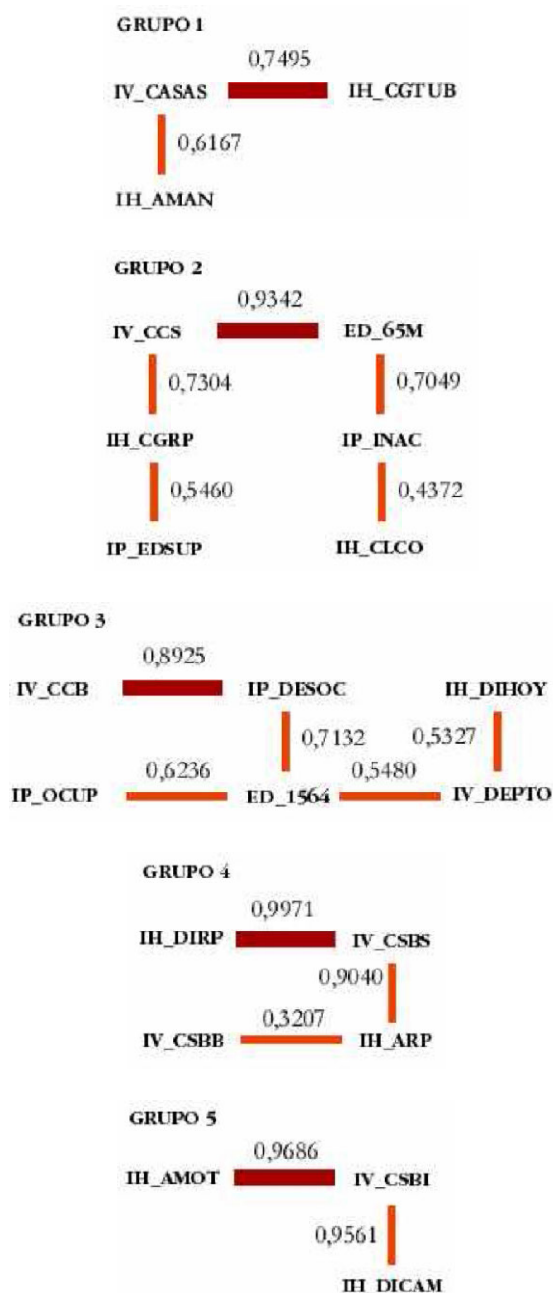 GRUPO 1
0,7495
IV_CASAS IH_CGTUB
0,6167
IH_AMAN
GRUPO 2
0,9342
IV_CCS ED_65M
0,7304 0,7049
IH_CGRP IP_INAC
0,5460 0,4372
IP_EDSUP IH_CLCO
GRUPO 3
0,8925
IV_CCB IP_DESOC IH_DIHOY
0,7132 0,5327
0,6236 0,5480
IP_OCUP ED_1564 IV_DEPTO
GRUPO 4
0,9971
IH_DIRP IV_CSBS
0,9040
0,3207
IV_CSBB IH_ARP
GRUPO 5
0,9686
IH_AMOT IV_CSBI
0,9561
IH_DICAM